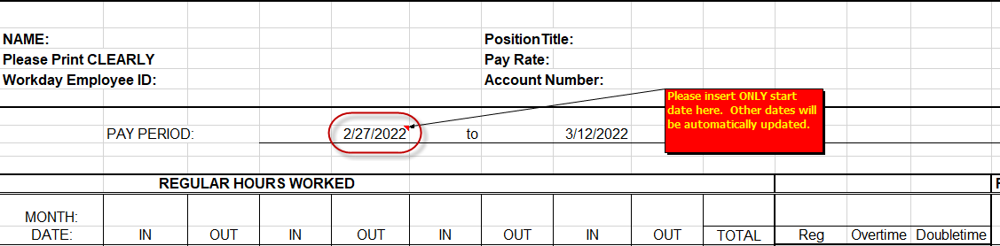 NAME: Position Title:
Please Print CLEARLY Pay Rate:
Workday Employee ID: Account Number:
Please insert ONLY start
date here. Other dates will
be automatically updated.
PAY PERIOD: 2/27/2022 to 3/12/2022
REGULAR HOURS WORKED
MONTH:
DATE: IN OUT IN OUT IN OUT IN OUT TOTAL Reg Overtime Doubletime